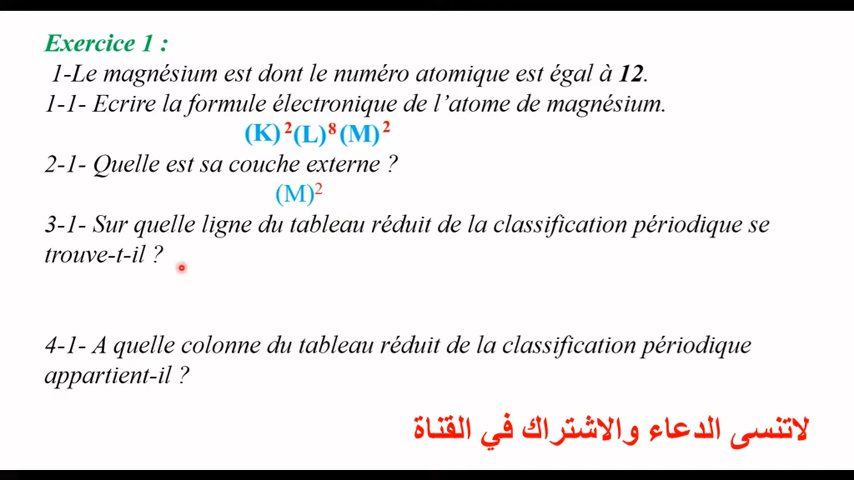 Exercice 1 :
1-Le magnésium est dont le numéro atomique est égal à 12.
1-1- Ecrire la formule électronique de l’atome de magnésium.
(K)²(L)⁸(M)²
2-1- Quelle est sa couche externe ?
(M)²
3-1- Sur quelle ligne du tableau réduit de la classification périodique se
trouve-t-il ?
4-1- A quelle colonne du tableau réduit de la classification périodique
appartient-il ?
لاتنسى الدعاء والاشتراك في القناة